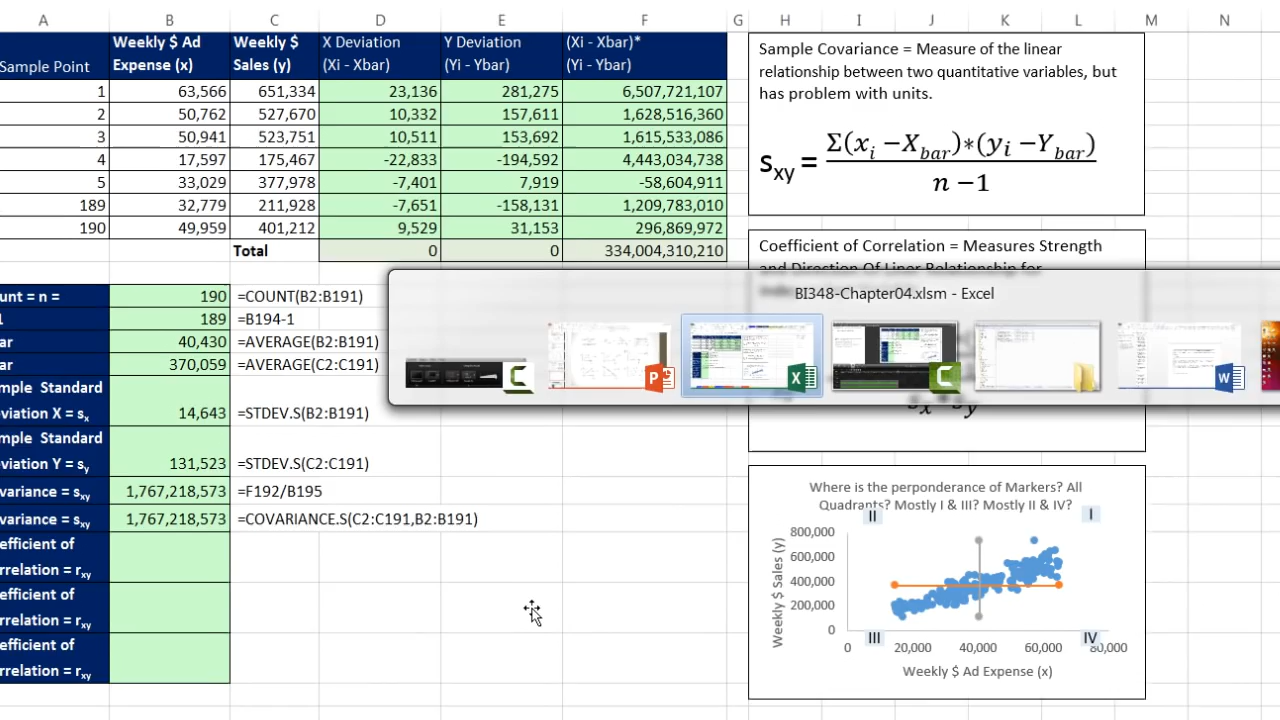 A B C D E F G H I J K L M N
Sample Point Weekly $ Ad Expense (x) Weekly $ Sales (y) X Deviation (Xi - Xbar) Y Deviation (Yi - Ybar) (Xi - Xbar)* (Yi - Ybar)
1 63,566 651,334 23,136 281,275 6,507,721,107
2 50,762 527,670 10,332 157,611 1,628,516,360
3 50,941 523,751 10,511 153,692 1,615,533,086
4 17,597 175,467 -22,833 -194,592 4,443,034,738
5 33,029 377,978 -7,401 7,919 -58,604,911
189 32,779 211,928 -7,651 -158,131 1,209,783,010
190 49,959 401,212 9,529 31,153 296,869,972
Total 0 0 334,004,310,210
unt = n = 190 =COUNT(B2:B191)
1 189 =B194-1
ar 40,430 =AVERAGE(B2:B191)
ar 370,059 =AVERAGE(C2:C191)
mple Standard
eviation X = sx 14,643 =STDEV.S(B2:B191)
mple Standard
eviation Y = sy 131,523 =STDEV.S(C2:C191)
variance = sxy 1,767,218,573 =F192/B195
variance = sxy 1,767,218,573 =COVARIANCE.S(C2:C191,B2:B191)
efficient of
rrelation = rxy
efficient of
rrelation = rxy
efficient of
rrelation = rxy
Sample Covariance = Measure of the linear
relationship between two quantitative variables, but
has problem with units.
sxy = Σ(xi −Xbar)∗(yi −Ybar)
n −1
Coefficient of Correlation = Measures Strength
and Direction Of Liner Relationship for
BI348-Chapter04.xlsm - Excel
P X C W
sx * sy
Where is the perponderance of Markers? All
Quadrants? Mostly I & III? Mostly II & IV?
II I
800,000
600,000
400,000
200,000
0
III IV
0 20,000 40,000 60,000 80,000
Weekly $ Sales (y)
Weekly $ Ad Expense (x)